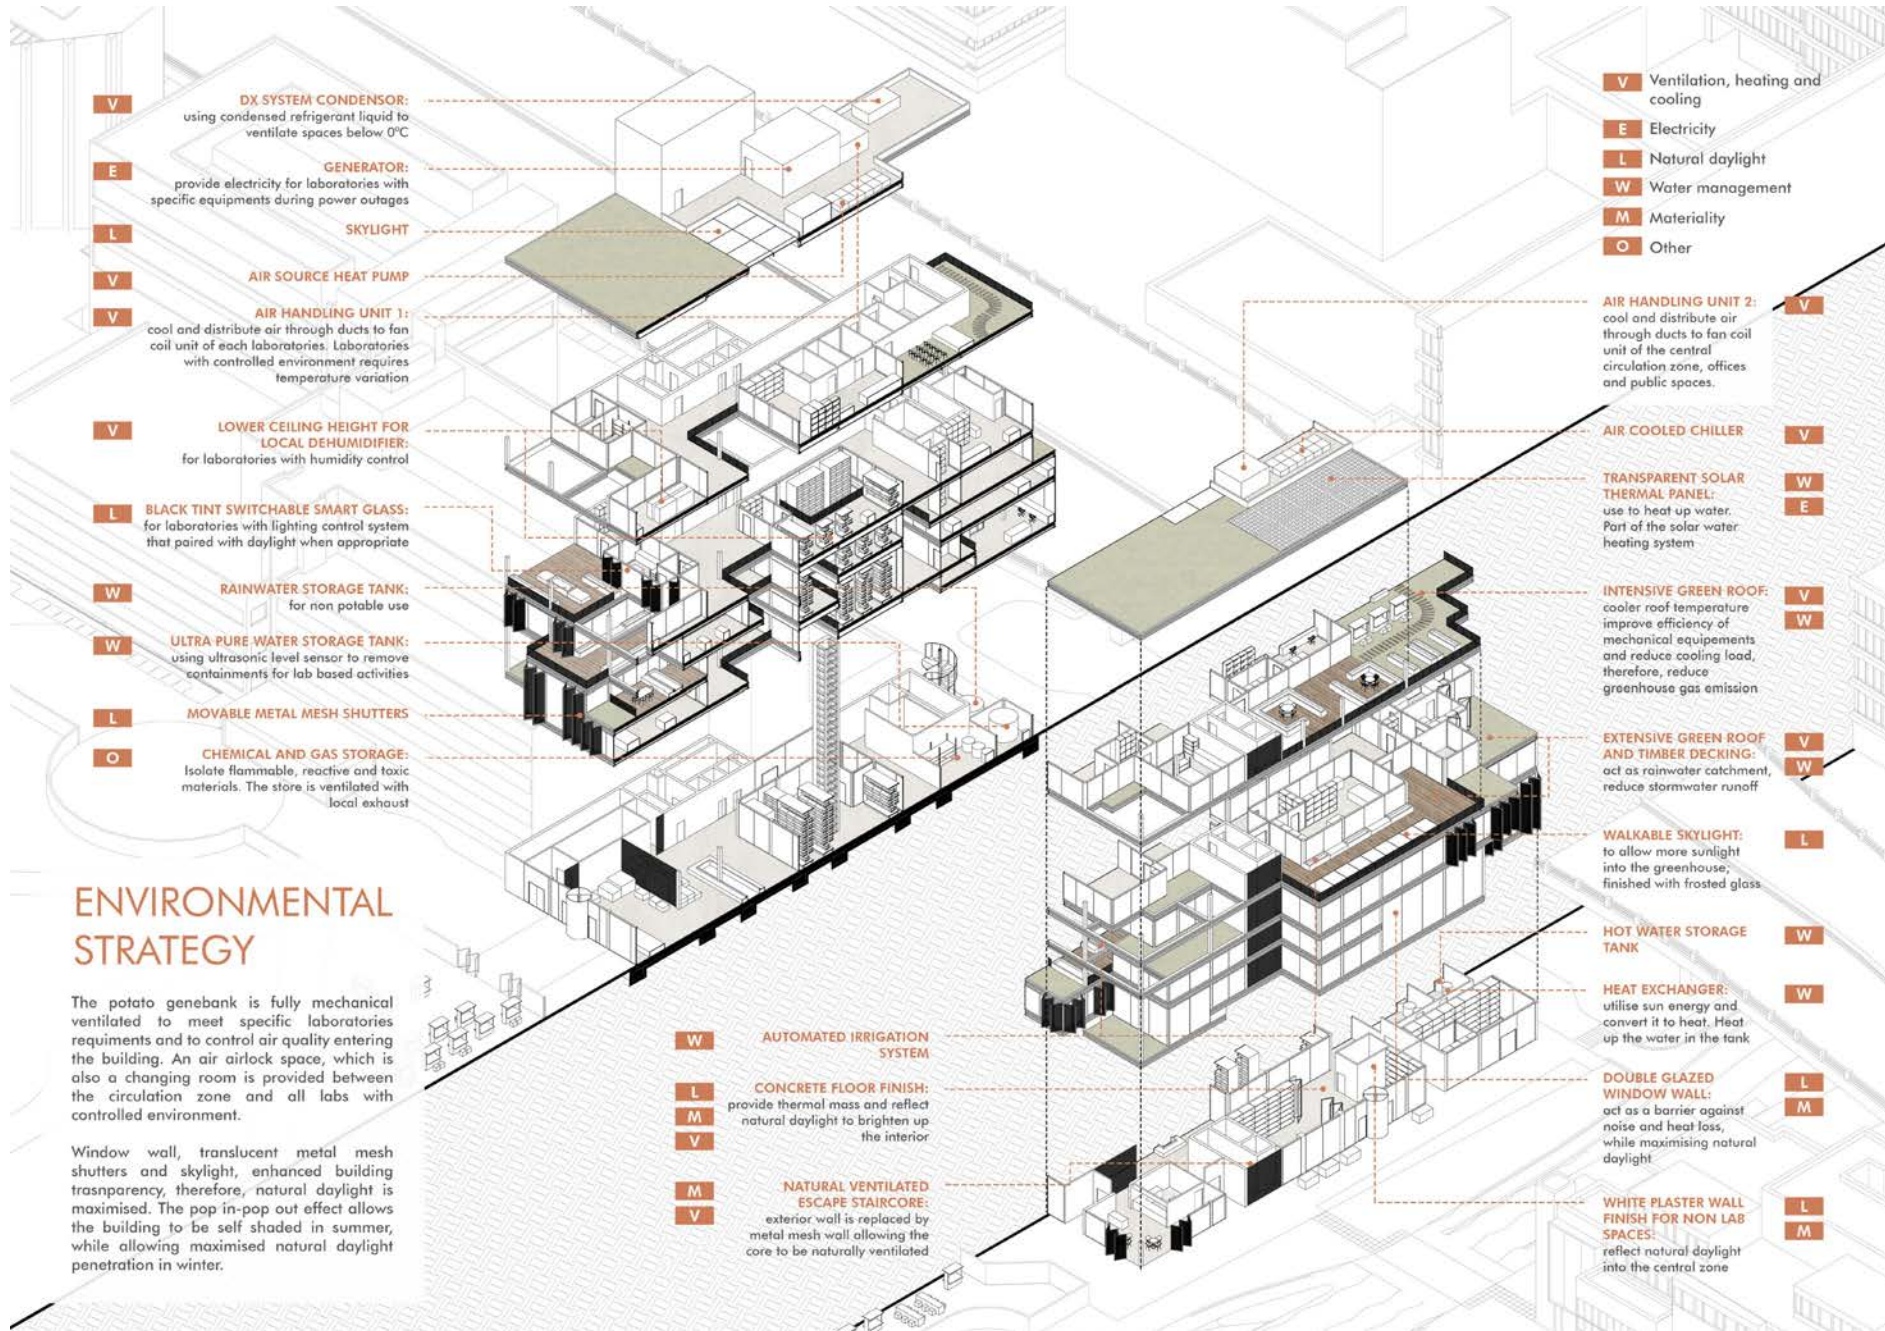 V
DX SYSTEM CONDENSOR:
using condensed refrigerant liquid to
ventilate spaces below 0°C
E
GENERATOR:
provide electricity for laboratories with
specific equipments during power outages
L
SKYLIGHT
V
AIR SOURCE HEAT PUMP
V
AIR HANDLING UNIT 1:
cool and distribute air through ducts to fan
coil unit of each laboratories. Laboratories
with controlled environment requires
temperature variation
V
LOWER CEILING HEIGHT FOR
LOCAL DEHUMIDIFIER:
for laboratories with humidity control
L
BLACK TINT SWITCHABLE SMART GLASS:
for laboratories with lighting control system
that paired with daylight when appropriate
W
RAINWATER STORAGE TANK:
for non potable use
W
ULTRA PURE WATER STORAGE TANK:
using ultrasonic level sensor to remove
containments for lab based activities
L
MOVABLE METAL MESH SHUTTERS
O
CHEMICAL AND GAS STORAGE:
Isolate flammable, reactive and toxic
materials. The store is ventilated with
local exhaust
ENVIRONMENTAL
STRATEGY
The potato genebank is fully mechanical
ventilated to meet specific laboratories
requiments and to control air quality entering
the building. An air airlock space, which is
also a changing room is provided between
the circulation zone and all labs with
controlled environment.
Window wall, translucent metal mesh
shutters and skylight, enhanced building
trasnparency, therefore, natural daylight is
maximised. The pop in-pop out effect allows
the building to be self shaded in summer,
while allowing maximised natural daylight
penetration in winter.
W
AUTOMATED IRRIGATION
SYSTEM
L
M
V
CONCRETE FLOOR FINISH:
provide thermal mass and reflect
natural daylight to brighten up
the interior
M
V
NATURAL VENTILATED
ESCAPE STAIRCORE:
exterior wall is replaced by
metal mesh wall allowing the
core to be naturally ventilated
V Ventilation, heating and
cooling
E Electricity
L Natural daylight
W Water management
M Materiality
O Other
AIR HANDLING UNIT 2:
V
cool and distribute air
through ducts to fan coil
unit of the central
circulation zone, offices
and public spaces.
AIR COOLED CHILLER
V
TRANSPARENT SOLAR
THERMAL PANEL:
W
E
use to heat up water.
Part of the solar water
heating system
INTENSIVE GREEN ROOF:
V
W
cooler roof temperature
improve efficiency of
mechanical equipements
and reduce cooling load,
therefore, reduce
greenhouse gas emission
EXTENSIVE GREEN ROOF
AND TIMBER DECKING:
V
W
act as rainwater catchment,
reduce stormwater runoff
WALKABLE SKYLIGHT:
L
to allow more sunlight
into the greenhouse;
finished with frosted glass
HOT WATER STORAGE
TANK
W
HEAT EXCHANGER:
W
utilise sun energy and
convert it to heat. Heat
up the water in the tank
DOUBLE GLAZED
WINDOW WALL:
L
M
act as a barrier against
noise and heat loss,
while maximising natural
daylight
WHITE PLASTER WALL
FINISH FOR NON LAB
SPACES:
L
M
reflect natural daylight
into the central zone